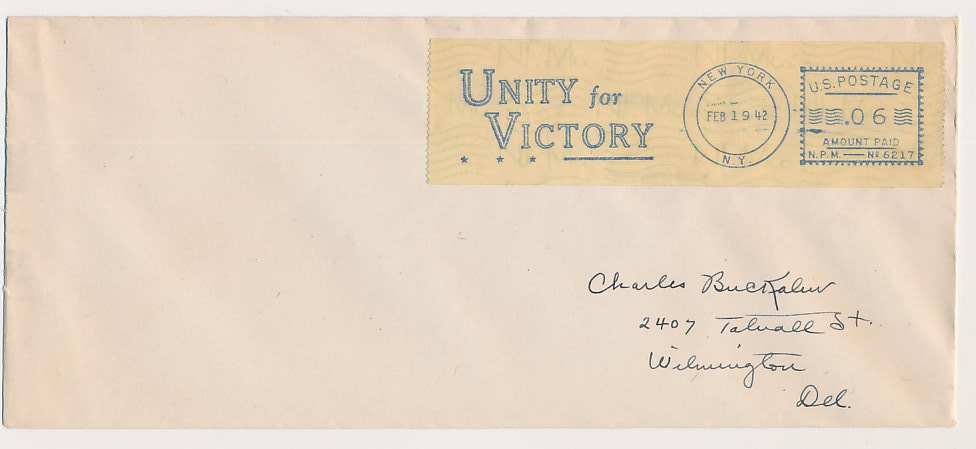 UNITY for
VICTORY
NEW YORK
FEB 19 42
N.Y.
U.S. POSTAGE
.06
AMOUNT PAID
N.P.M. — Nº 6217
Charles Buckalew
2407 Tatnall St.
Wilmington
Del.